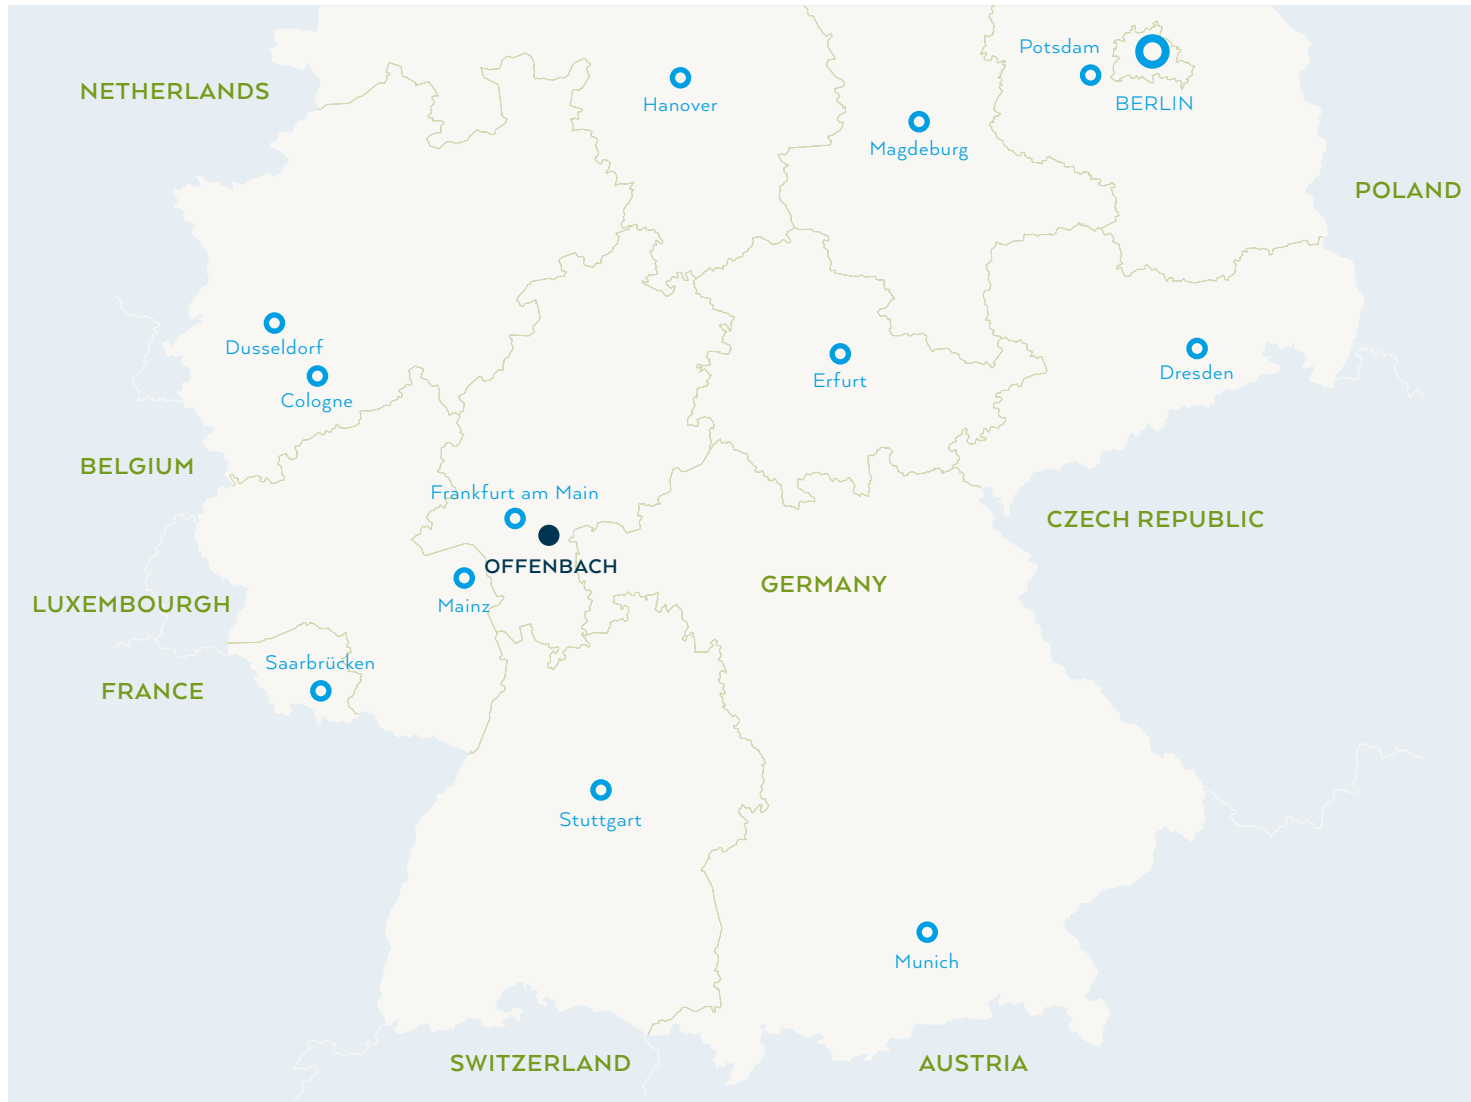 Potsdam
NETHERLANDS
Hanover
BERLIN
Magdeburg
POLAND
Dusseldorf
Erfurt
Dresden
Cologne
BELGIUM
Frankfurt am Main
CZECH REPUBLIC
OFFENBACH
GERMANY
LUXEMBOURGH
Mainz
Saarbrücken
FRANCE
Stuttgart
Munich
SWITZERLAND
AUSTRIA